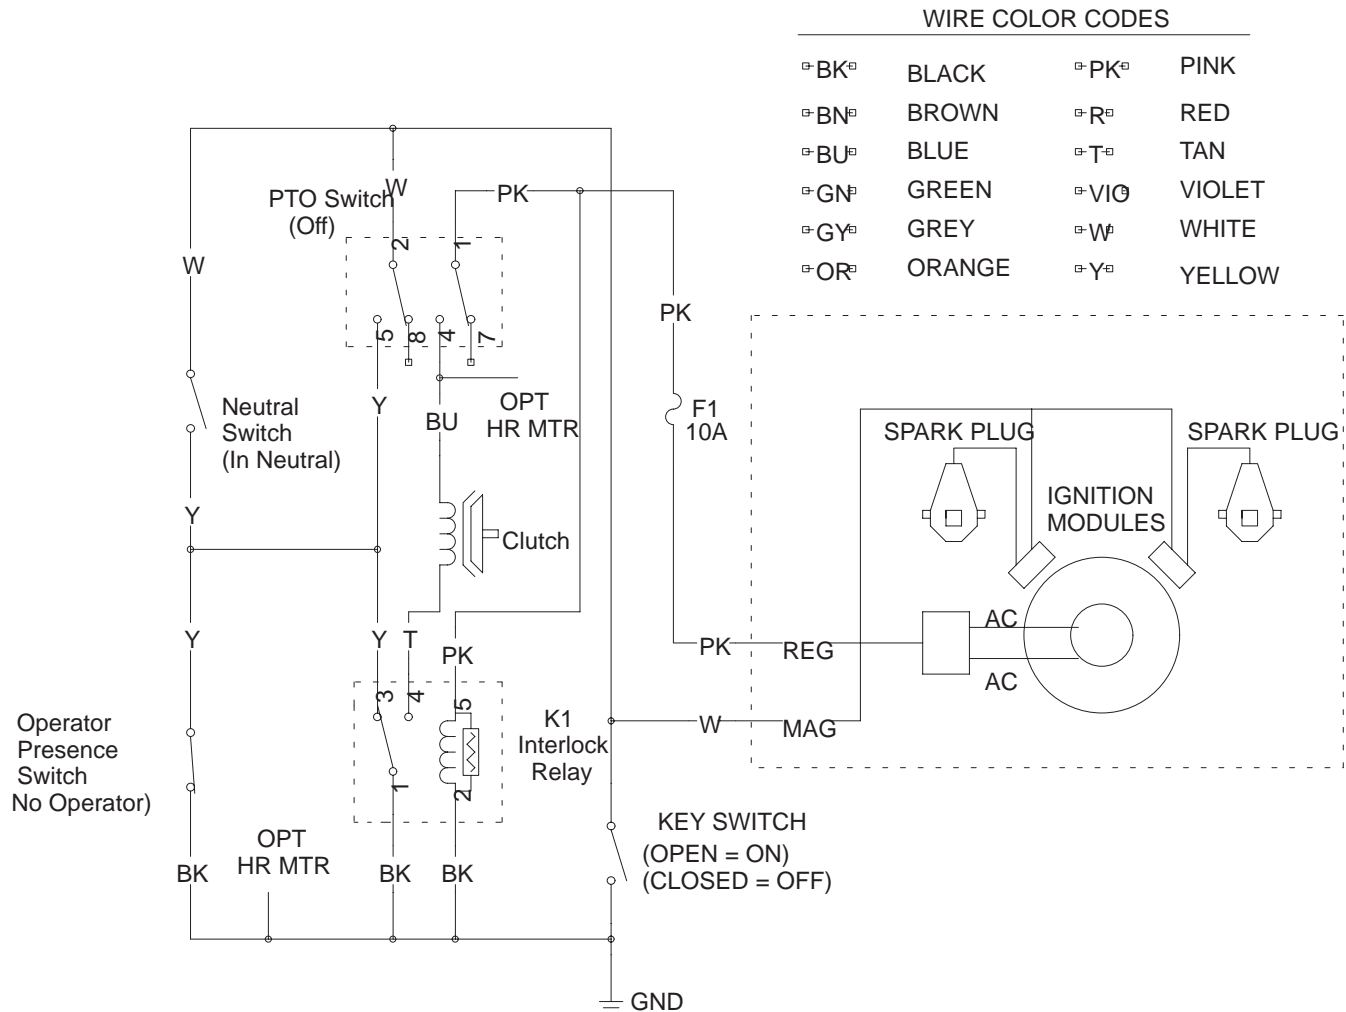 WIRE COLOR CODES
BK BLACK PK PINK
BN BROWN R RED
BU BLUE T TAN
GN GREEN VIO VIOLET
GY GREY W WHITE
OR ORANGE Y YELLOW
W
PTO Switch
(Off)
PK
2 1
W
PK
5 8 4 7
Neutral
Switch
(In Neutral)
Y
BU
OPT
HR MTR
F1
10A
SPARK PLUG
SPARK PLUG
IGNITION
MODULES
Y
Clutch
Y
Y T
PK
PK REG
AC
AC
3 4 5
Operator
Presence
Switch
No Operator)
K1
Interlock
Relay
W MAG
1 2
OPT
HR MTR
KEY SWITCH
(OPEN = ON)
(CLOSED = OFF)
BK BK BK
GND